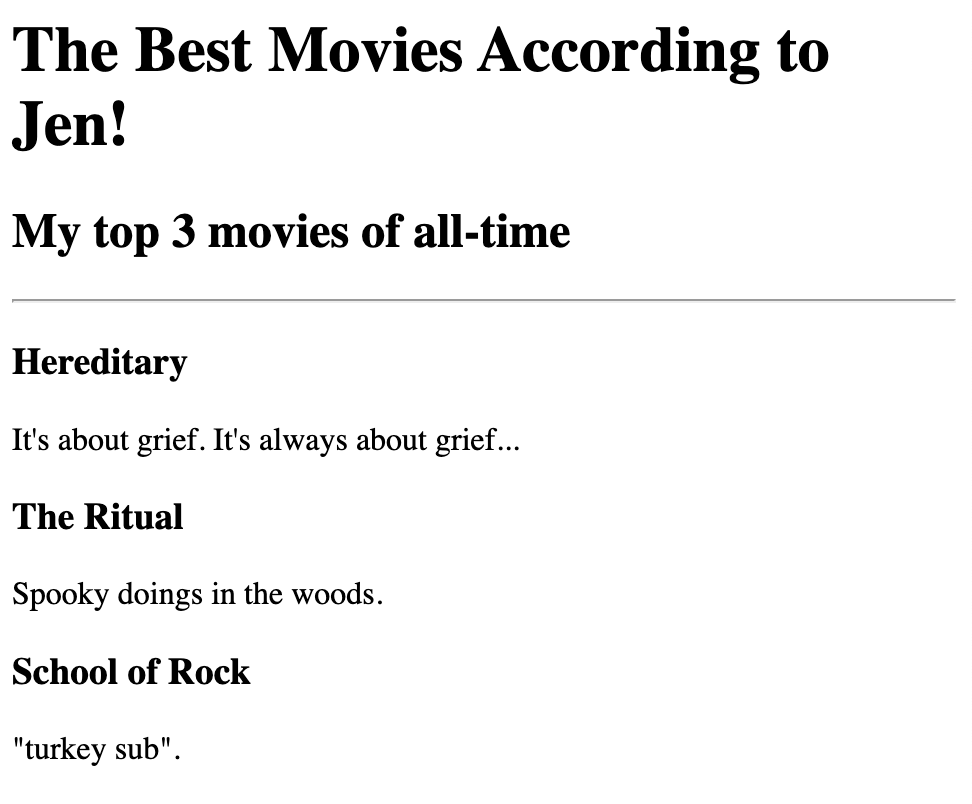 The Best Movies According to
Jen!
My top 3 movies of all-time
Hereditary
It's about grief. It's always about grief...
The Ritual
Spooky doings in the woods.
School of Rock
"turkey sub".